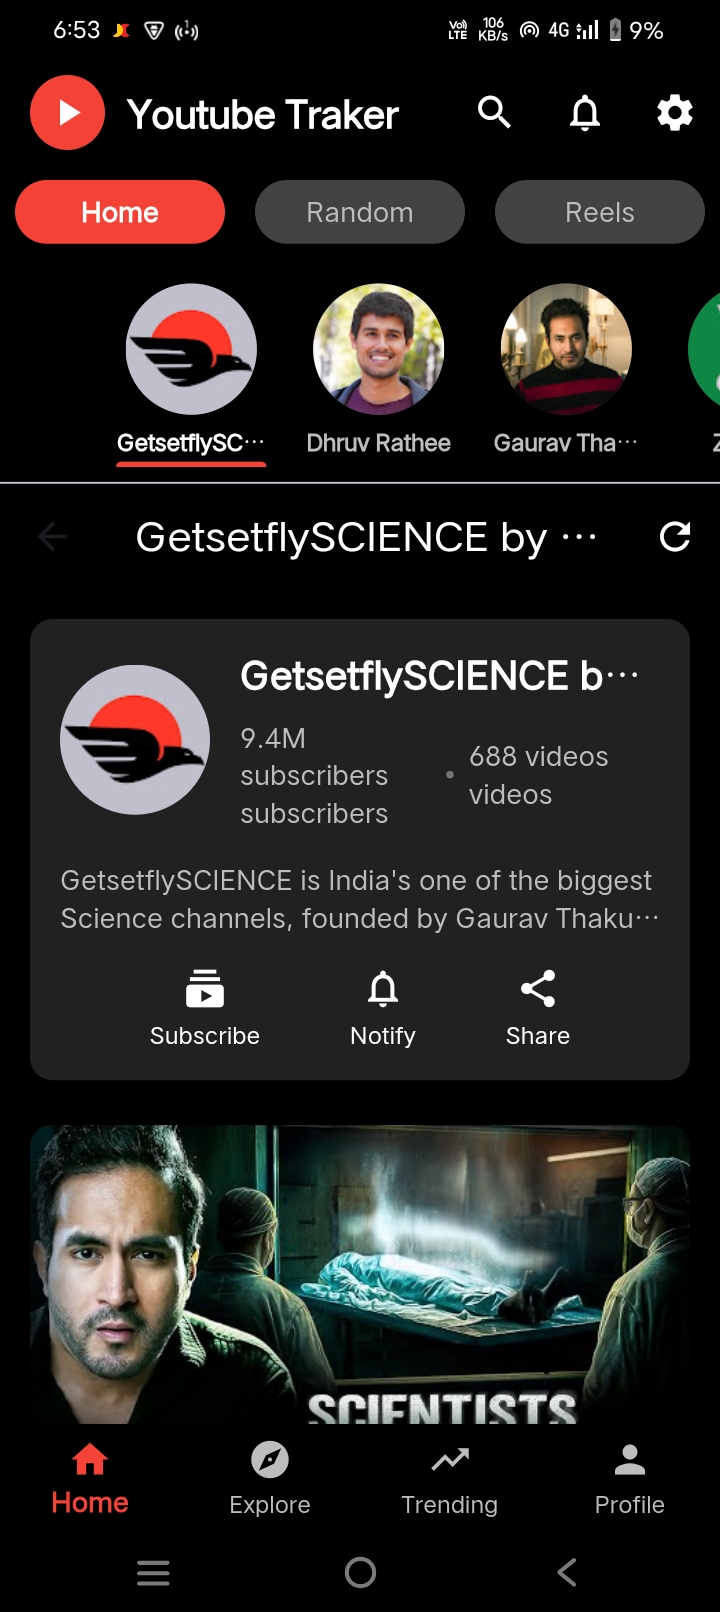 6:53
Vo)) LTE 106 KB/s 4G 9%
Youtube Traker
Home Random Reels
GetsetflySC··· Dhruv Rathee Gaurav Tha··· Z
GetsetflySCIENCE by ···
GetsetflySCIENCE b···
9.4M
subscribers
subscribers
• 688 videos
videos
GetsetflySCIENCE is India's one of the biggest
Science channels, founded by Gaurav Thaku···
Subscribe Notify Share
SCIENTISTS
Home Explore Trending Profile